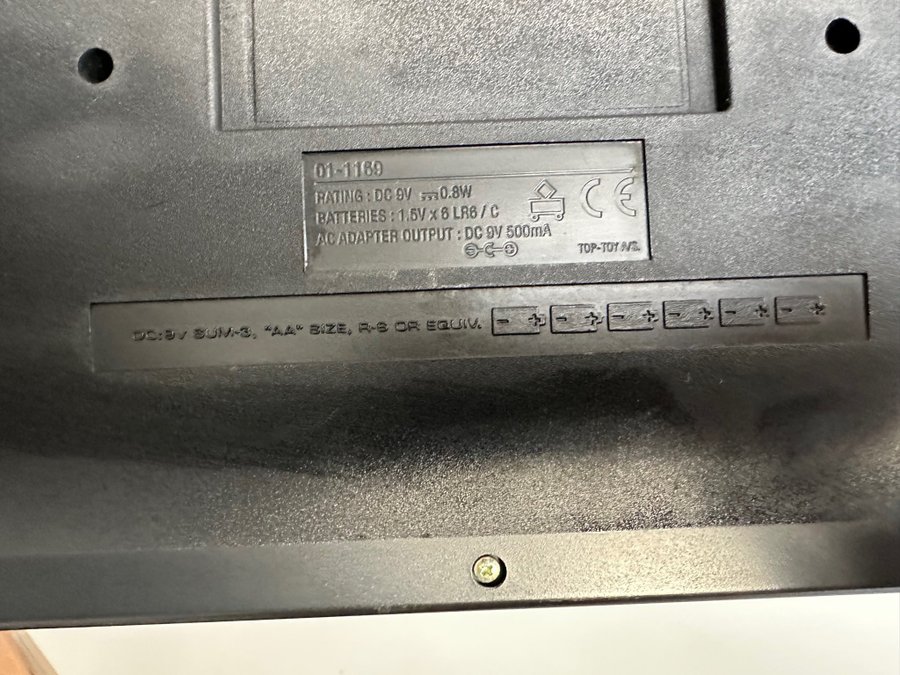 01-1169
RATING : DC 9V ⎓ 0.8W
BATTERIES : 1.5V x 6 LR6 / C
AC ADAPTER OUTPUT : DC 9V 500mA
TOP-TOY A/S.
CE
DC:9V SUM-3, "AA" SIZE, R-6 OR EQUIV. - + - + - + - + - + - +